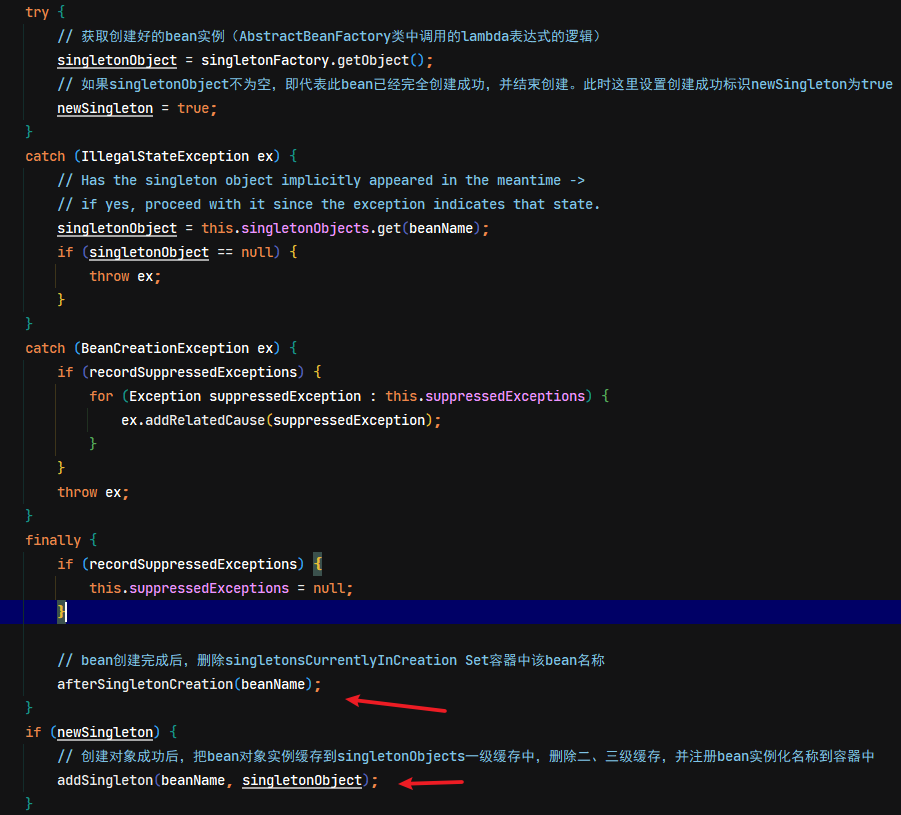 try {
// 获取创建好的bean实例（AbstractBeanFactory类中调用的lambda表达式的逻辑）
singletonObject = singletonFactory.getObject();
// 如果singletonObject不为空，即代表此bean已经完全创建成功，并结束创建。此时这里设置创建成功标识newSingleton为true
newSingleton = true;
}
catch (IllegalStateException ex) {
// Has the singleton object implicitly appeared in the meantime ->
// if yes, proceed with it since the exception indicates that state.
singletonObject = this.singletonObjects.get(beanName);
if (singletonObject == null) {
throw ex;
}
}
catch (BeanCreationException ex) {
if (recordSuppressedExceptions) {
for (Exception suppressedException : this.suppressedExceptions) {
ex.addRelatedCause(suppressedException);
}
}
throw ex;
}
finally {
if (recordSuppressedExceptions) {
this.suppressedExceptions = null;
}
// bean创建完成后，删除singletonsCurrentlyInCreation Set容器中该bean名称
afterSingletonCreation(beanName);
}
if (newSingleton) {
// 创建对象成功后，把bean对象实例缓存到singletonObjects一级缓存中，删除二、三级缓存，并注册bean实例化名称到容器中
addSingleton(beanName, singletonObject);
}